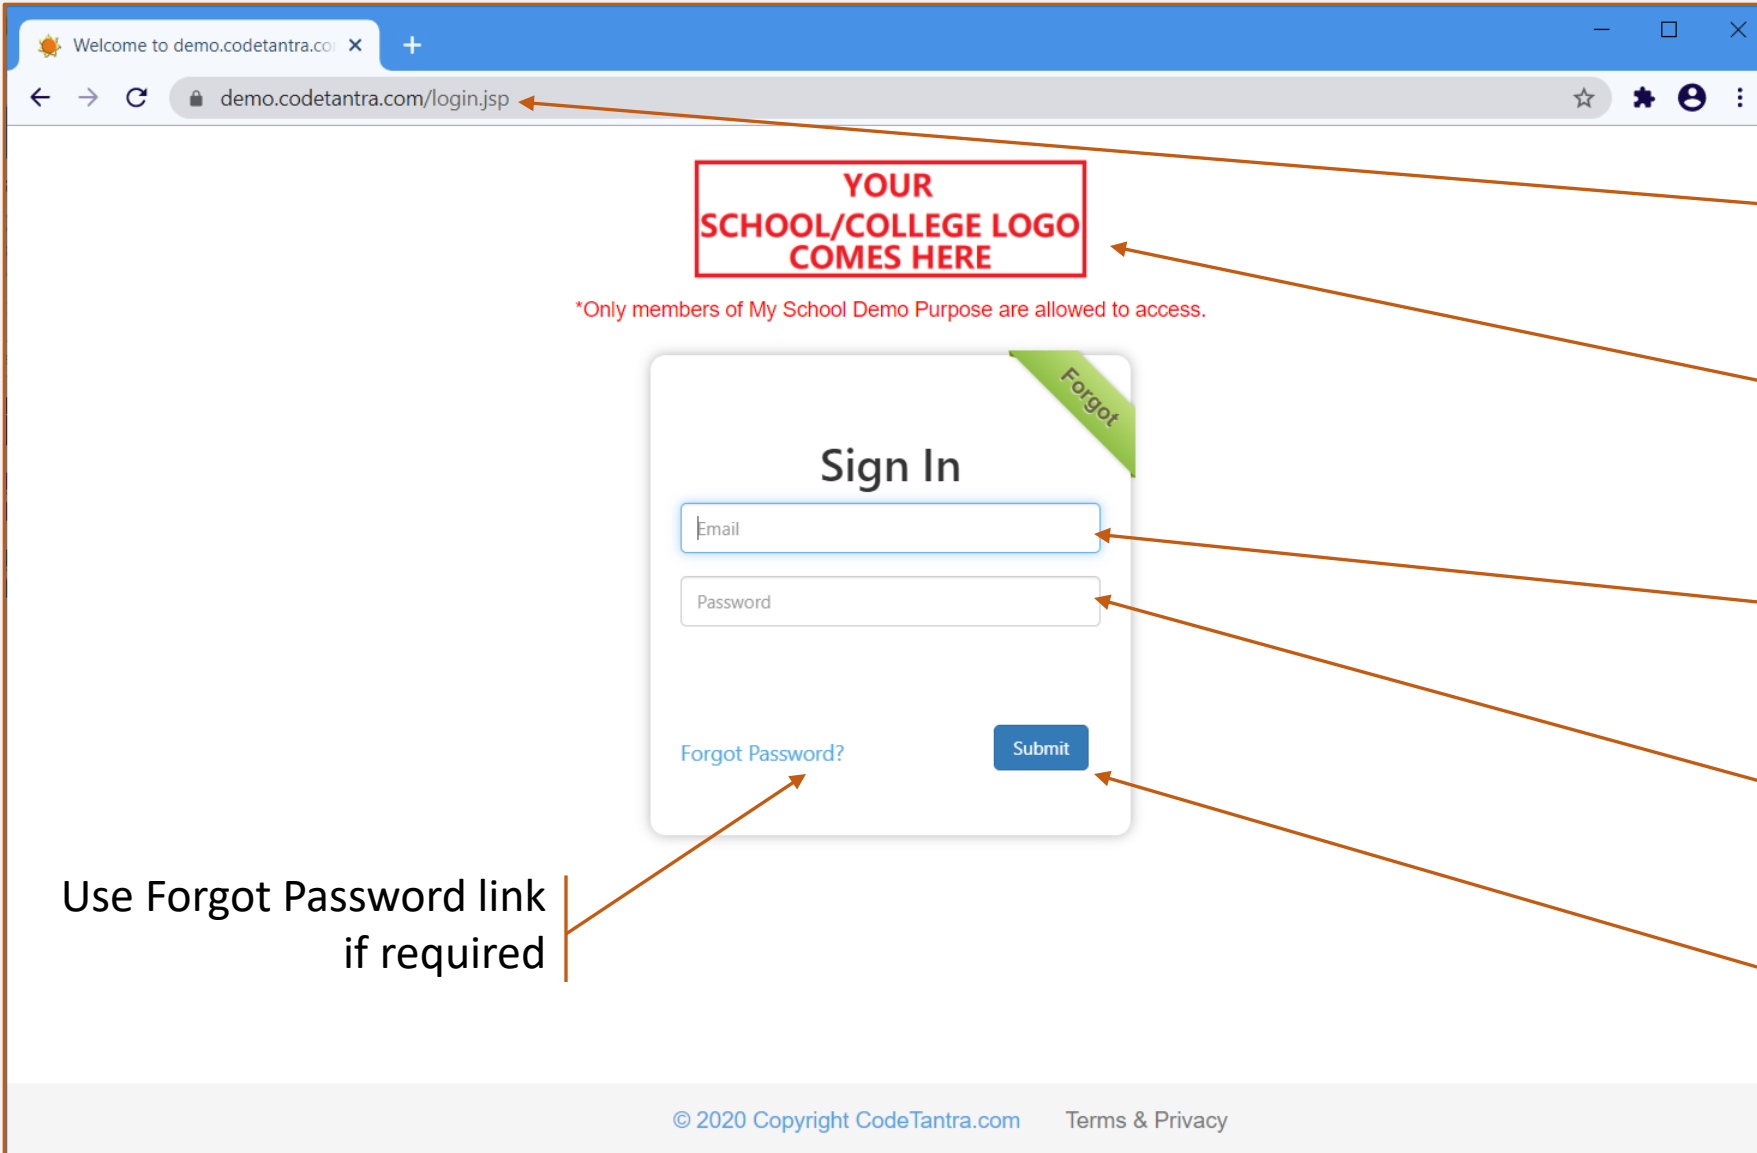 Welcome to demo.codetantra.co
demo.codetantra.com/login.jsp
YOUR
SCHOOL/COLLEGE LOGO
COMES HERE
*Only members of My School Demo Purpose are allowed to access.
Forgot
Sign In
Email
Password
Forgot Password?
Submit
Use Forgot Password link
if required
© 2020 Copyright CodeTantra.com
Terms & Privacy